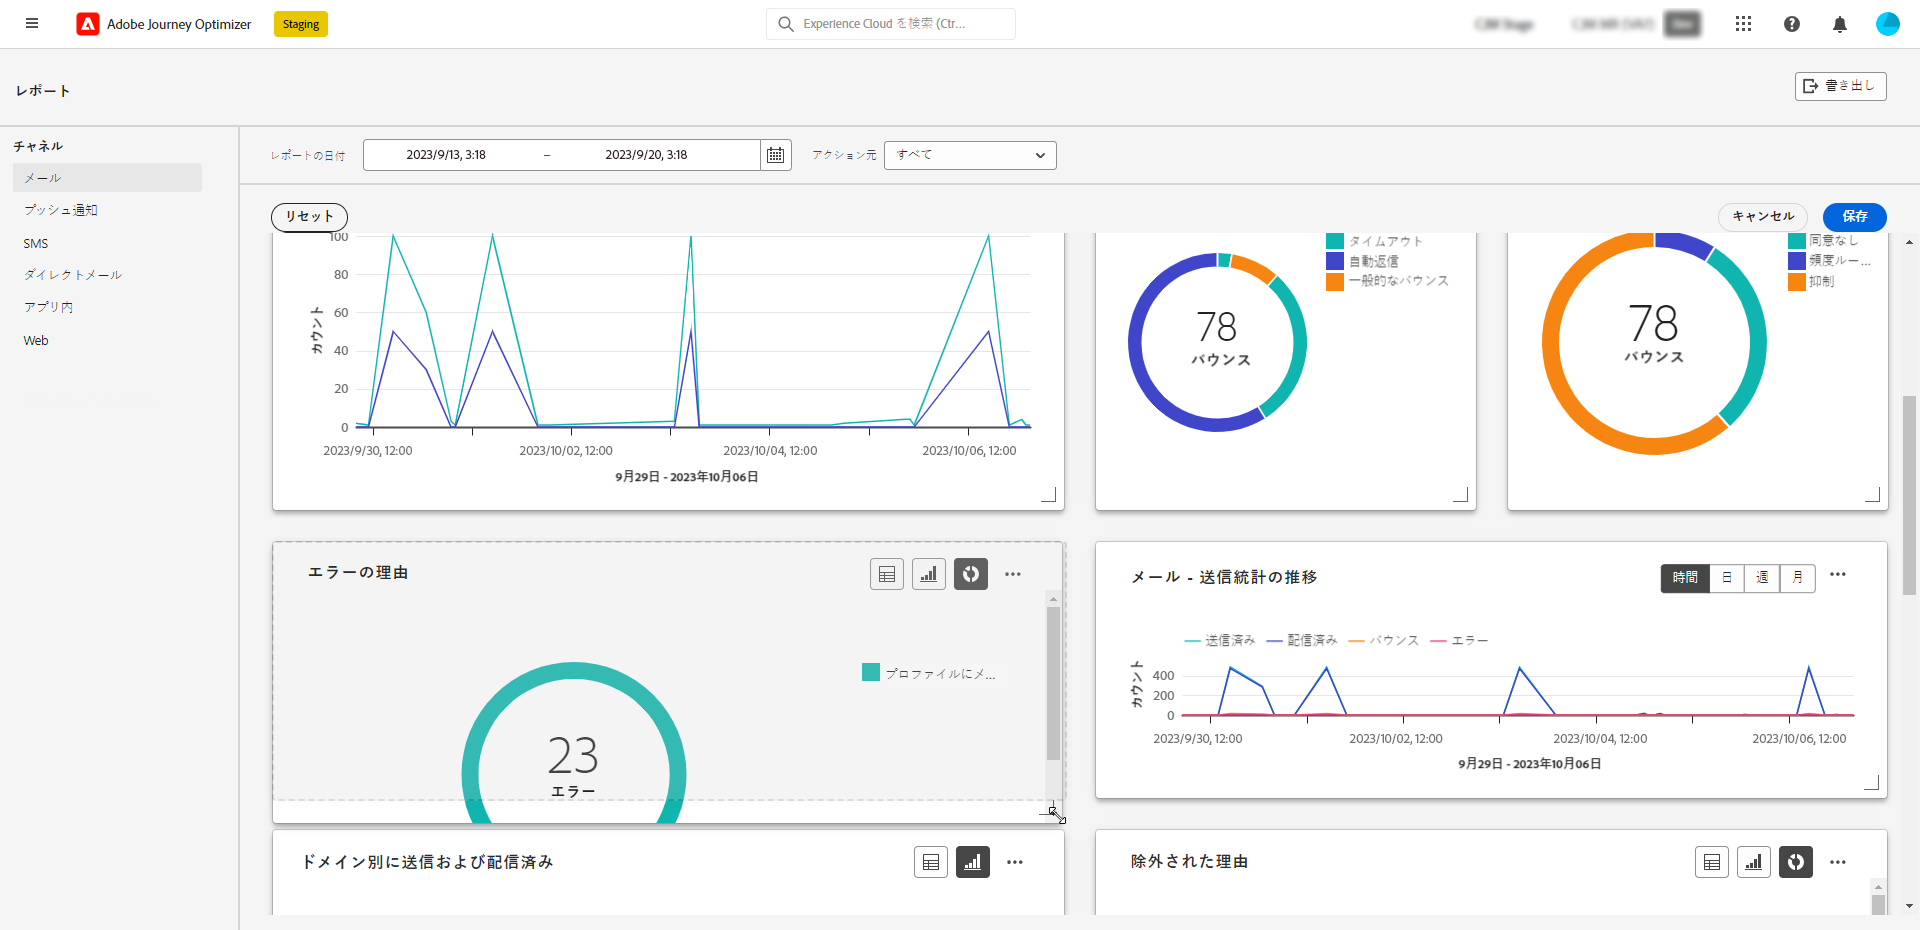 Adobe Journey Optimizer
Staging
Experience Cloud を検索 (Ctr...
レポート
書き出し
チャネル
メール
プッシュ通知
SMS
ダイレクトメール
アプリ内
Web
レポートの日付
2023/9/13, 3:18
–
2023/9/20, 3:18
アクション元
すべて
リセット
キャンセル
保存
100
80
60
40
20
0
カウント
2023/9/30, 12:00
2023/10/02, 12:00
2023/10/04, 12:00
2023/10/06, 12:00
9月29日 - 2023年10月06日
78
バウンス
タイムアウト
自動返信
一般的なバウンス
78
バウンス
同意なし
頻度ルー...
抑制
エラーの理由
プロファイルにメ...
23
エラー
メール - 送信統計の推移
時間
日
週
月
送信済み
配信済み
バウンス
エラー
カウント
400
200
0
2023/9/30, 12:00
2023/10/02, 12:00
2023/10/04, 12:00
2023/10/06, 12:00
9月29日 - 2023年10月06日
ドメイン別に送信および配信済み
除外された理由